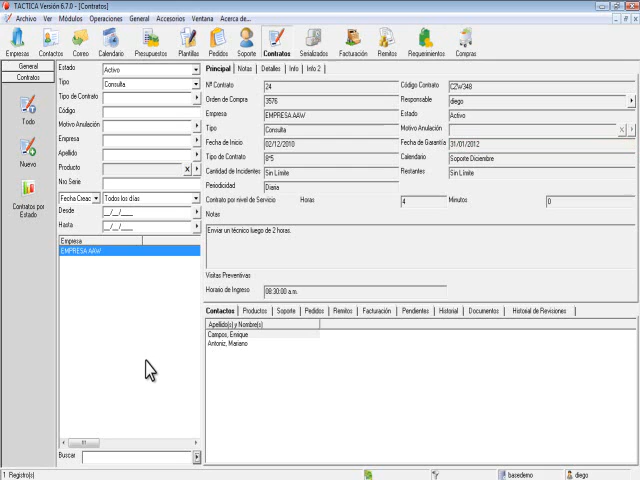 TACTICA Versión 6.7.0 - [Contratos]
Archivo Ver Módulos Operaciones General Accesorios Ventana Acerca de...
Empresas Contactos Correo Calendario Presupuestos Plantillas Pedidos Soporte Contratos Serializados Facturación Remitos Requerimientos Compras
General
Contratos
Todo
Nuevo
Contratos por Estado
Estado Activo
Tipo Consulta
Tipo de Contrato
Código
Motivo Anulación
Empresa
Apellido
Producto X
Nro Serie
Fecha Creac Todos los días
Desde __/__/____
Hasta __/__/____
Empresa
EMPRESA AAW
Buscar
Principal Notas Detalles Info Info 2
Nº Contrato 24 Código Contrato CZW348
Orden de Compra 3576 Responsable diego
Empresa EMPRESA AAW Estado Activo
Tipo Consulta Motivo Anulación X
Fecha de Inicio 02/12/2010 Fecha de Garantía 31/01/2012
Tipo de Contrato 8*5 Calendario Soporte Diciembre
Cantidad de Incidentes Sin Límite Restantes Sin Límite
Periodicidad Diaria
Contrato por nivel de Servicio Horas 4 Minutos 0
Notas
Enviar un técnico luego de 2 horas.
Visitas Preventivas
Horario de Ingreso 08:30:00 a.m.
Contactos Productos Soporte Pedidos Remitos Facturación Pendientes Historial Documentos Historial de Revisiones
Apellido(s) y Nombre(s)
Campos, Enrique
Antoniz, Mariano
1 Registro(s) basedemo diego